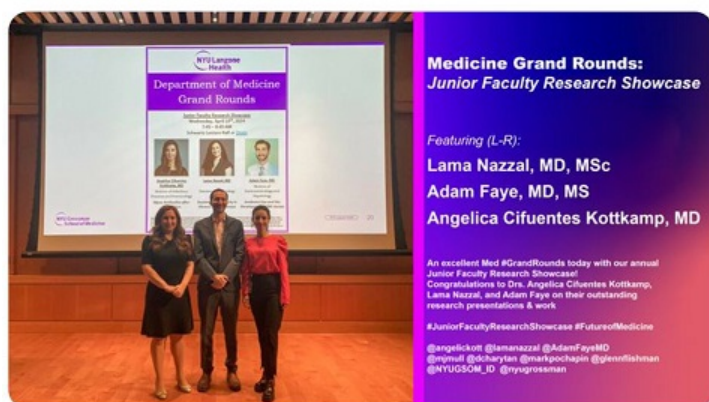 NYU Langone
Health
Department of Medicine
Grand Rounds
Junior Faculty Research Showcase
NYU Grossman
School of Medicine
Medicine Grand Rounds:
Junior Faculty Research Showcase
Featuring (L-R):
Lama Nazzal, MD, MSc
Adam Faye, MD, MS
Angelica Cifuentes Kottkamp, MD
An excellent Med #GrandRounds today with our annual
Junior Faculty Research Showcase!
Congratulations to Drs. Angelica Cifuentes Kottkamp,
Lama Nazzal, and Adam Faye on their outstanding
research presentations & work
#JuniorFacultyResearchShowcase #FutureofMedicine
@angelickott @lamanazzal @AdamFayeMD
@mjmull @dcharytan @markpochapin @glennfishman
@NYUGSOM_ID @nyugrossman